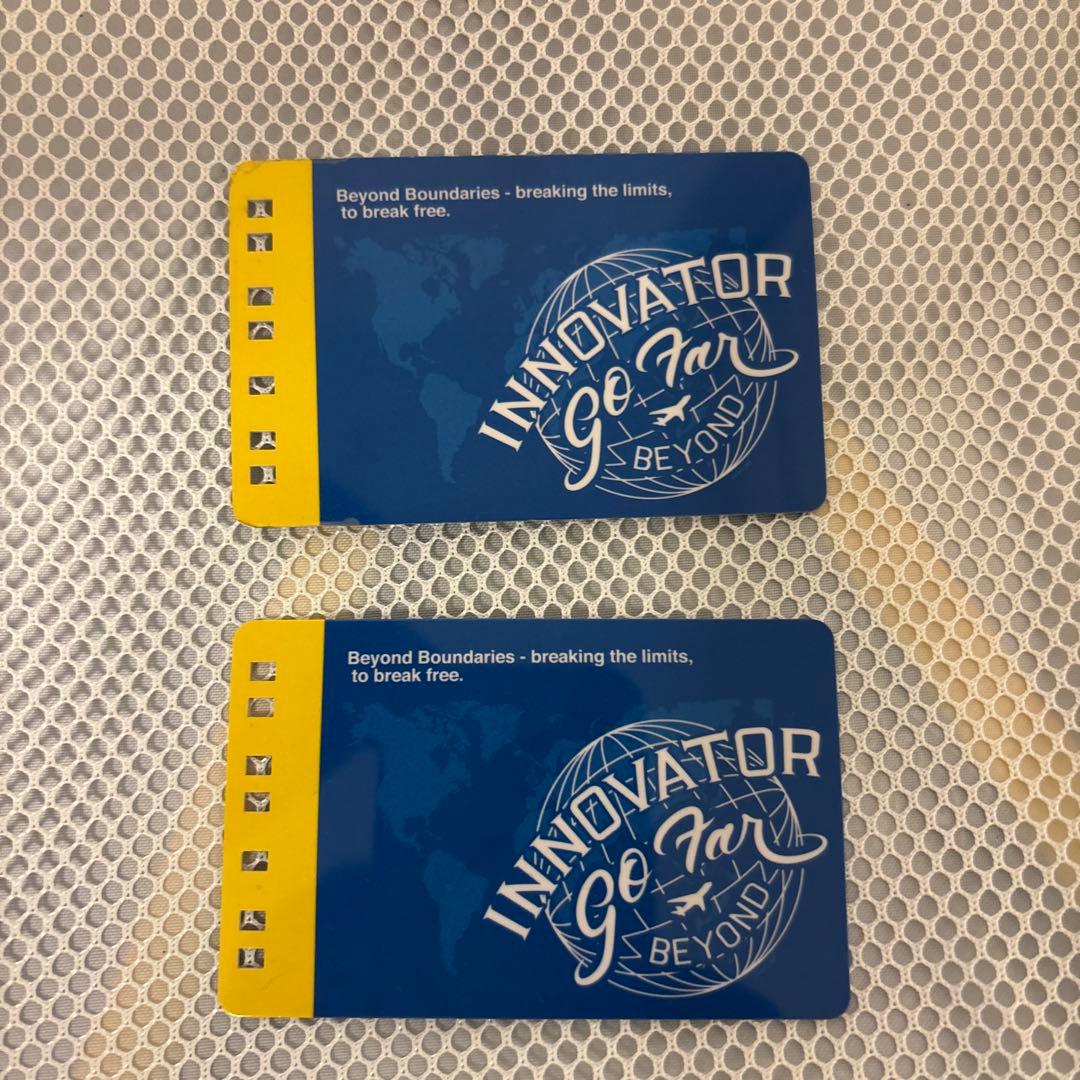 Beyond Boundaries - breaking the limits,
to break free.
INNOVATOR
Go Far
BEYOND
Beyond Boundaries - breaking the limits,
to break free.
INNOVATOR
Go Far
BEYOND